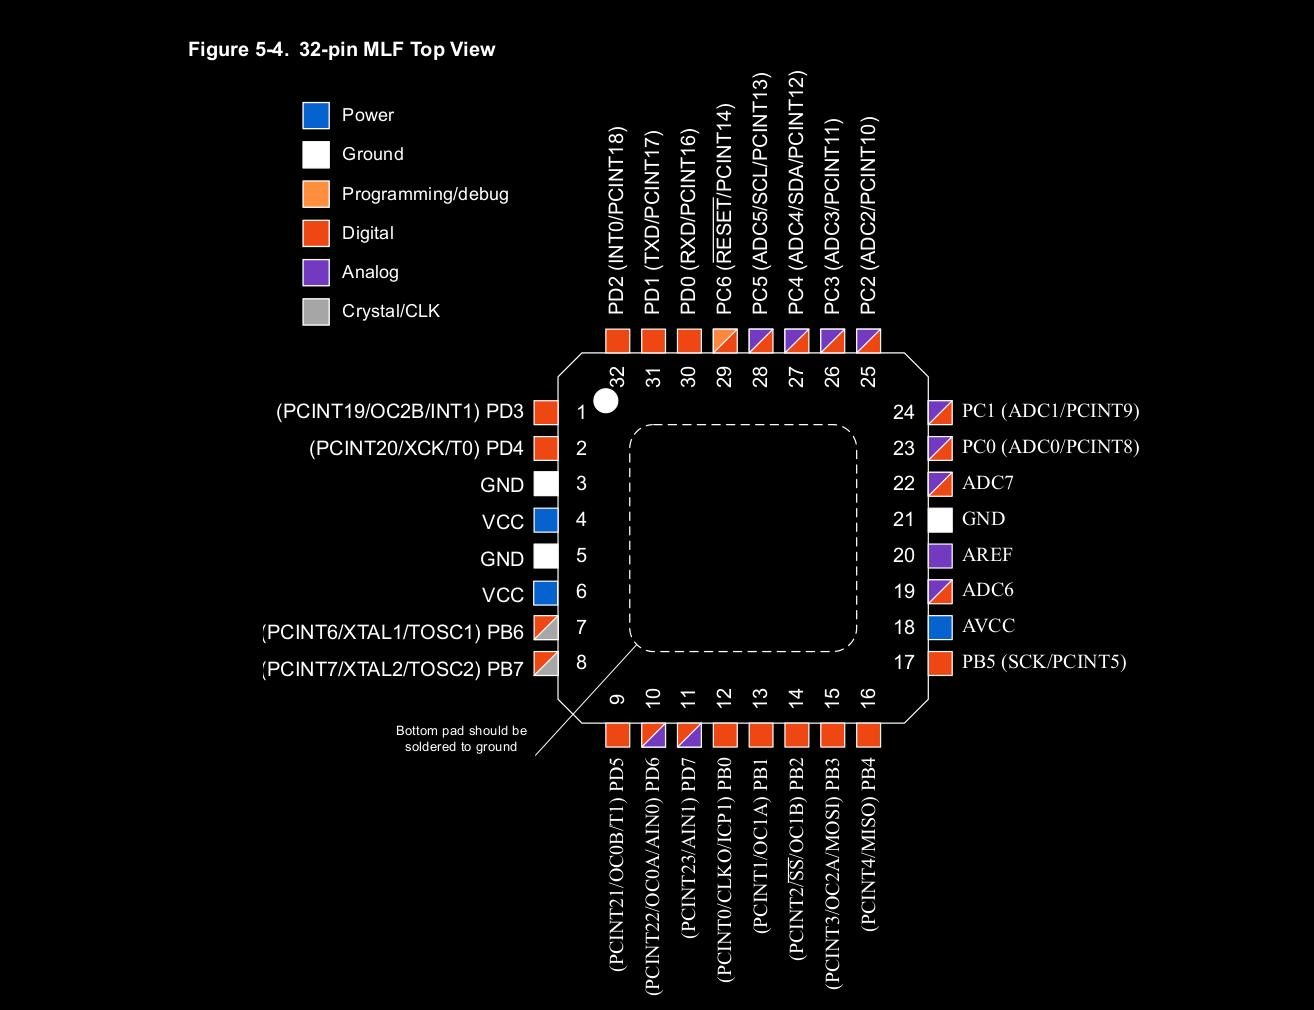 Figure 5-4. 32-pin MLF Top View
Power
Ground
Programming/debug
Digital
Analog
Crystal/CLK
PD2 (INT0/PCINT18)
PD1 (TXD/PCINT17)
PD0 (RXD/PCINT16)
PC6 (RESET/PCINT14)
PC5 (ADC5/SCL/PCINT13)
PC4 (ADC4/SDA/PCINT12)
PC3 (ADC3/PCINT11)
PC2 (ADC2/PCINT10)
32
31
30
29
28
27
26
25
(PCINT19/OC2B/INT1) PD3
1
(PCINT20/XCK/T0) PD4
2
GND
3
VCC
4
GND
5
VCC
6
(PCINT6/XTAL1/TOSC1) PB6
7
(PCINT7/XTAL2/TOSC2) PB7
8
24
PC1 (ADC1/PCINT9)
23
PC0 (ADC0/PCINT8)
22
ADC7
21
GND
20
AREF
19
ADC6
18
AVCC
17
PB5 (SCK/PCINT5)
9
10
11
12
13
14
15
16
Bottom pad should be
soldered to ground
(PCINT21/OC0B/T1) PD5
(PCINT22/OC0A/AIN0) PD6
(PCINT23/AIN1) PD7
(PCINT0/CLKO/ICP1) PB0
(PCINT1/OC1A) PB1
(PCINT2/SS/OC1B) PB2
(PCINT3/OC2A/MOSI) PB3
(PCINT4/MISO) PB4